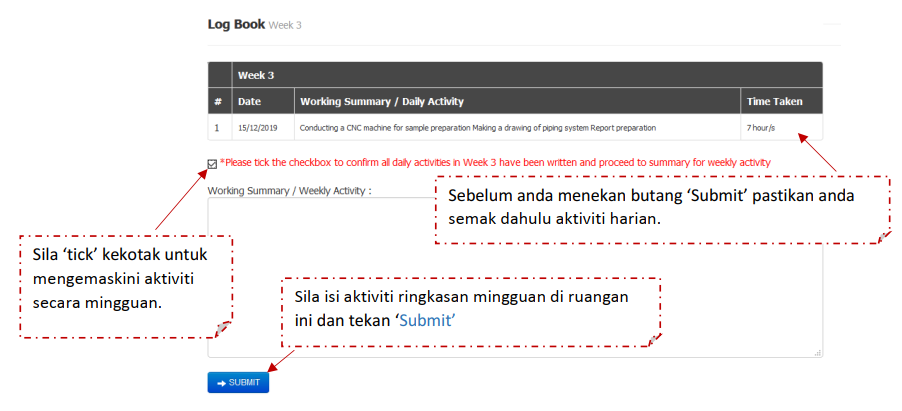 Log Book Week 3
Week 3
# Date Working Summary / Daily Activity Time Taken
1 15/12/2019 Conducting a CNC machine for sample preparation Making a drawing of piping system Report preparation 7 hour/s
*Please tick the checkbox to confirm all daily activities in Week 3 have been written and proceed to summary for weekly activity
Working Summary / Weekly Activity :
Sebelum anda menekan butang ‘Submit’ pastikan anda
semak dahulu aktiviti harian.
Sila ‘tick’ kekotak untuk
mengemaskini aktiviti
secara mingguan.
Sila isi aktiviti ringkasan mingguan di ruangan
ini dan tekan ‘Submit’
SUBMIT